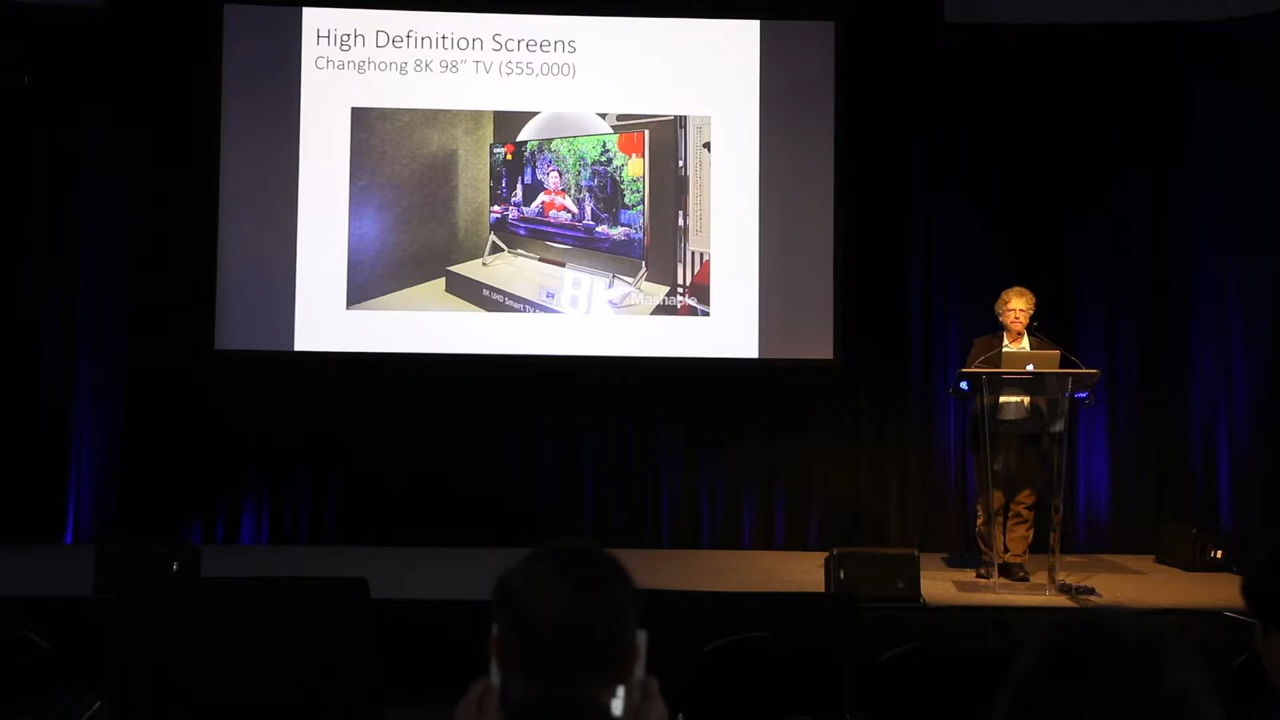 High Definition Screens
Changhong 8K 98” TV ($55,000)
8K UHD Smart TV
8K
Mashable